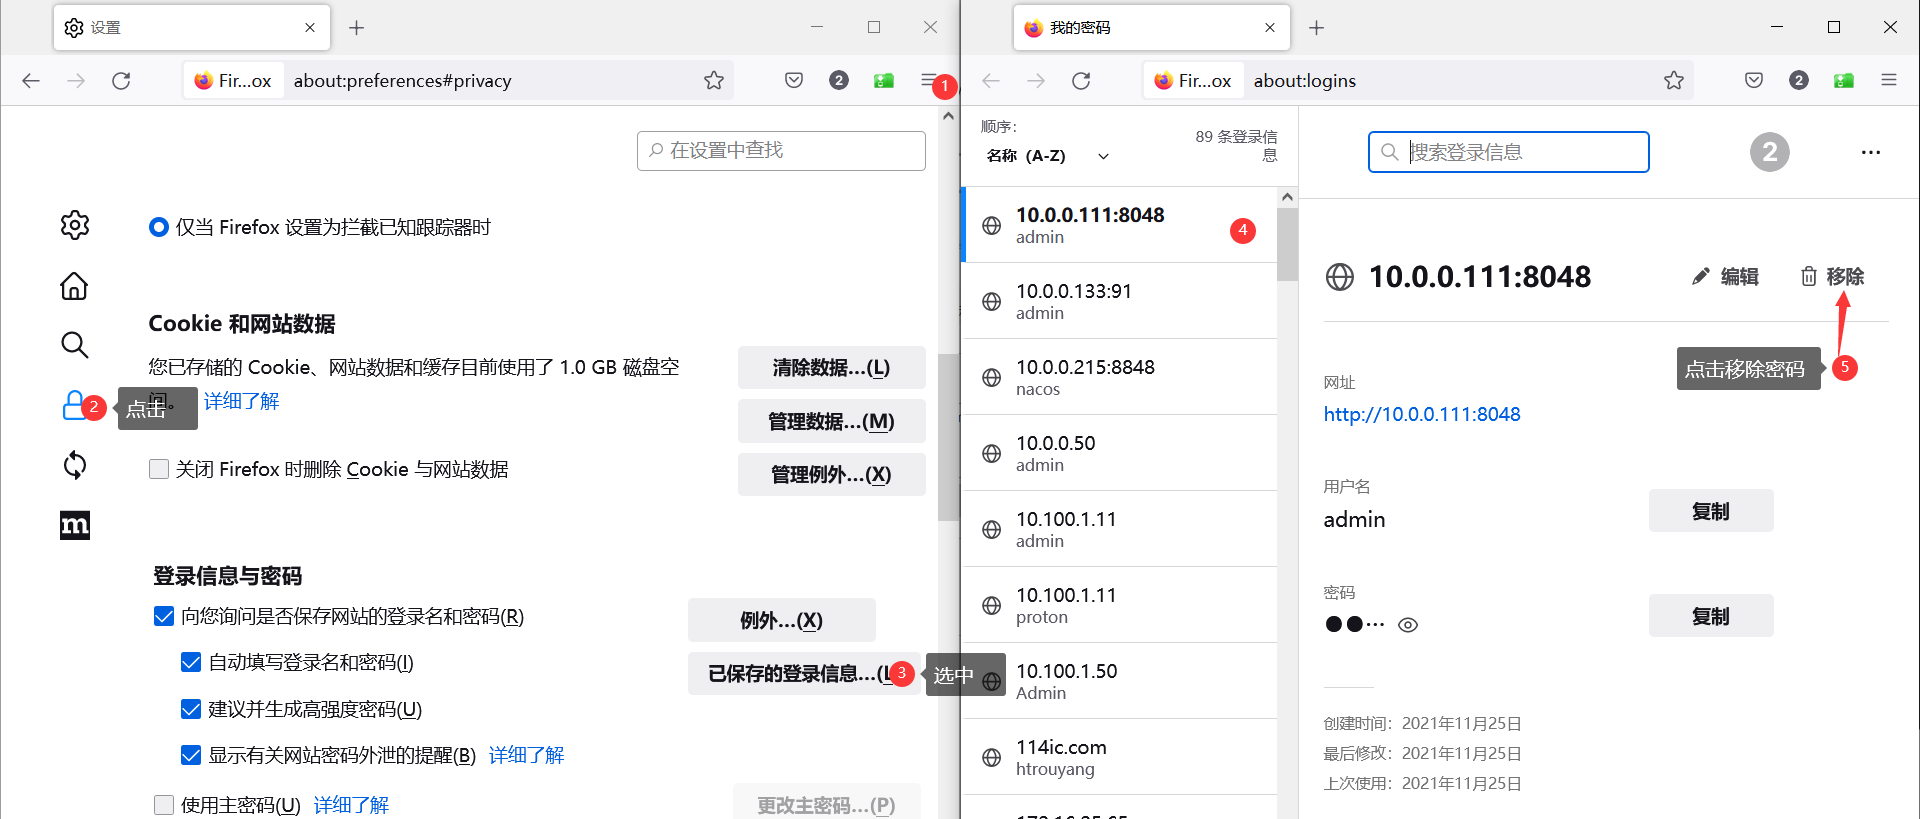 设置
Fir...ox
about:preferences#privacy
2
1
在设置中查找
仅当 Firefox 设置为拦截已知跟踪器时
Cookie 和网站数据
您已存储的 Cookie、网站数据和缓存目前使用了 1.0 GB 磁盘空
间。 详细了解
清除数据...(L)
管理数据...(M)
管理例外...(X)
2
点击
关闭 Firefox 时删除 Cookie 与网站数据
m
登录信息与密码
向您询问是否保存网站的登录名和密码(R)
例外...(X)
自动填写登录名和密码(I)
已保存的登录信息...(L
3
选中
建议并生成高强度密码(U)
显示有关网站密码外泄的提醒(B) 详细了解
使用主密码(U) 详细了解
更改主密码...(P)
我的密码
Fir...ox
about:logins
2
顺序:
名称 (A-Z)
89 条登录信
息
搜索登录信息
2
10.0.0.111:8048
admin
4
10.0.0.133:91
admin
10.0.0.215:8848
nacos
10.0.0.50
admin
10.100.1.11
admin
10.100.1.11
proton
10.100.1.50
Admin
114ic.com
htrouyang
10.0.0.111:8048
编辑
移除
点击移除密码
5
网址
http://10.0.0.111:8048
用户名
admin
复制
密码
复制
创建时间: 2021年11月25日
最后修改: 2021年11月25日
上次使用: 2021年11月25日